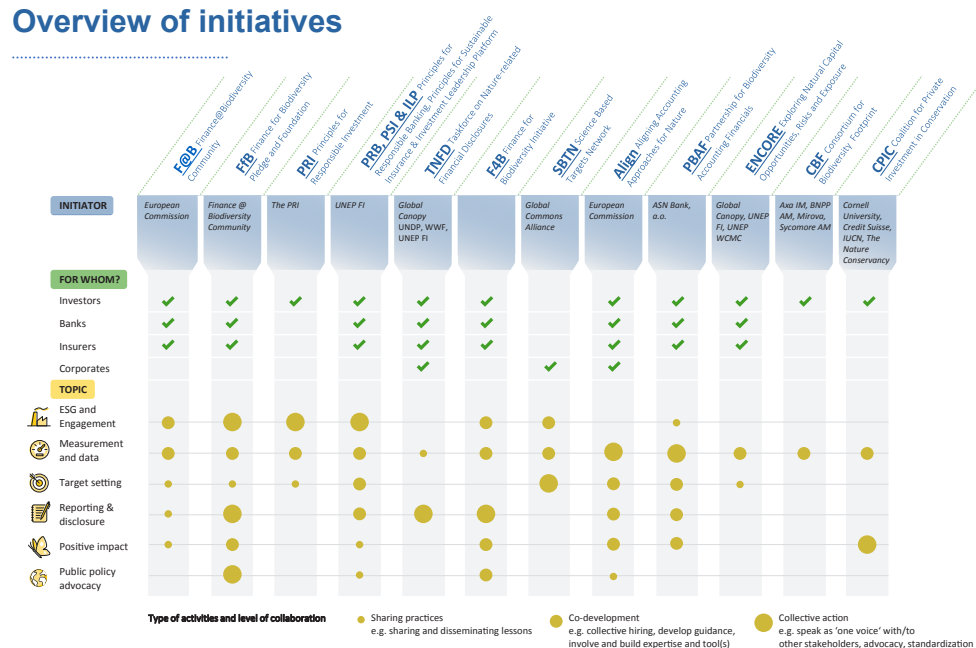 Overview of initiatives
F@B Finance@Biodiversity
Community
FfB Finance for Biodiversity
Pledge and Foundation
PRI Principles for
Responsible Investment
PRB, PSI & ILP Principles for
Responsible Banking, Principles for Sustainable
Insurance & Investment Leadership Platform
TNFD Taskforce on Nature-related
Financial Disclosures
F4B Finance for
Biodiversity Initiative
SBTN Science Based
Targets Network
Align Aligning Accounting
Approaches for Nature
PBAF Partnership for Biodiversity
Accounting Financials
ENCORE Exploring Natural Capital
Opportunities, Risks and Exposure
CBF Consortium for
Biodiversity Footprint
CPIC Coalition for Private
Investment in Conservation
INITIATOR
European
Commission
Finance @
Biodiversity
Community
The PRI
UNEP FI
Global
Canopy
UNDP, WWF,
UNEP FI
Global
Commons
Alliance
European
Commission
ASN Bank,
a.o.
Global
Canopy, UNEP
FI, UNEP
WCMC
Axa IM, BNPP
AM, Mirova,
Sycomore AM
Cornell
University,
Credit Suisse,
IUCN, The
Nature
Conservancy
FOR WHOM?
Investors
Banks
Insurers
Corporates
TOPIC
ESG and
Engagement
Measurement
and data
Target setting
Reporting &
disclosure
Positive impact
Public policy
advocacy
Type of activities and level of collaboration
Sharing practices
e.g. sharing and disseminating lessons
Co-development
e.g. collective hiring, develop guidance,
involve and build expertise and tool(s)
Collective action
e.g. speak as ‘one voice’ with/to
other stakeholders, advocacy, standardization